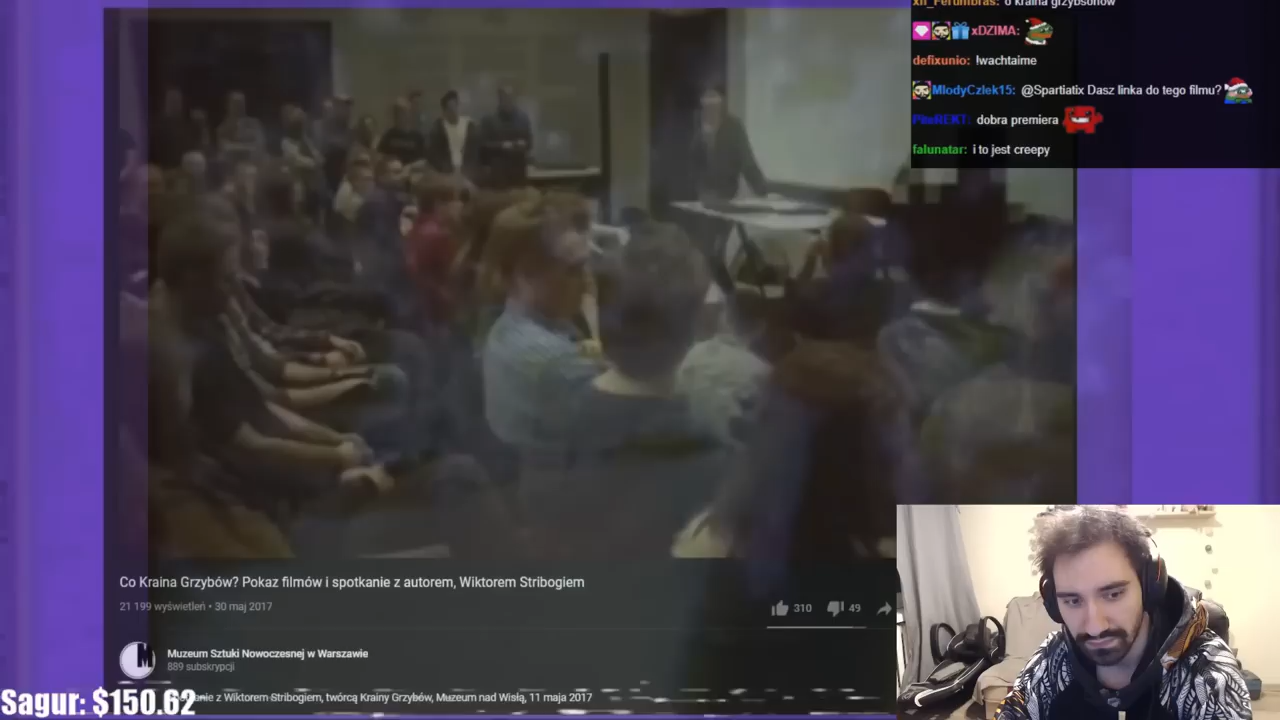 xn_Ferumbras: o kraina grzybsonów
xDZIMA:
defixunio: !wachtaime
MlodyCzlek15: @Spartiatix Dasz linka do tego filmu?
dobra premiera
falunatar: i to jest creepy
Co Kraina Grzybów? Pokaz filmów i spotkanie z autorem, Wiktorem Stribogiem
21 199 wyświetleń • 30 maj 2017
310 49
M
Muzeum Sztuki Nowoczesnej w Warszawie
889 subskrypcji
z Wiktorem Stribogiem, twórcą Krainy Grzybów, Muzeum nad Wisłą, 11 maja 2017
Sagur: $150.62